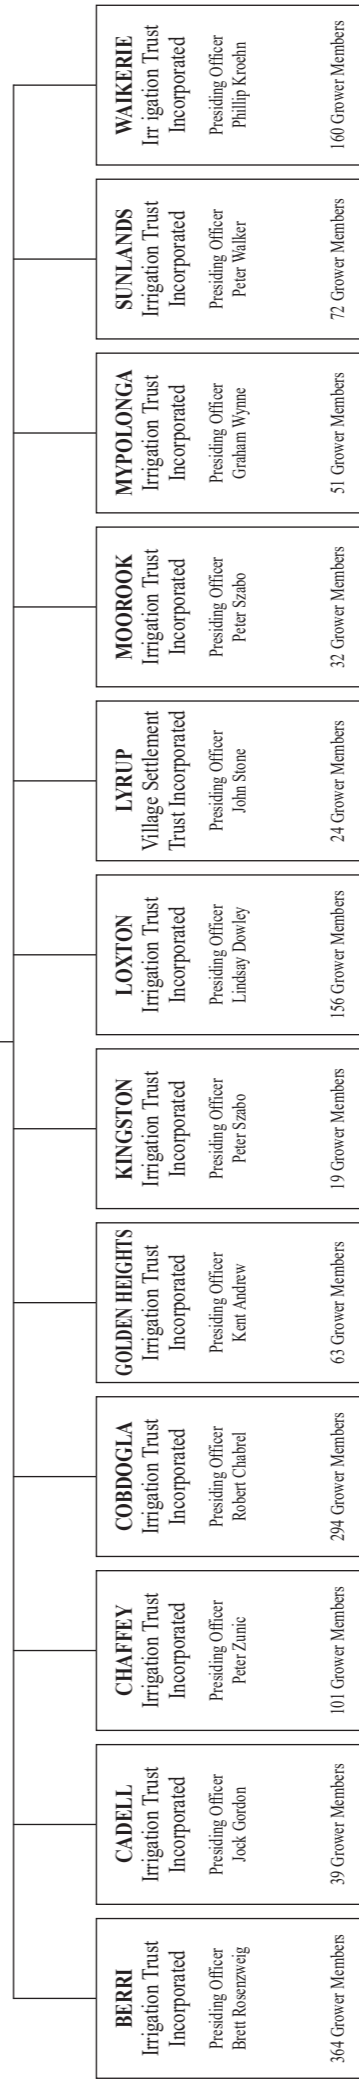 BERRI
Irrigation Trust
Incorporated
Presiding Officer
Brett Rosenzweig
364 Grower Members
CADELL
Irrigation Trust
Incorporated
Presiding Officer
Jock Gordon
39 Grower Members
CHAFFEY
Irrigation Trust
Incorporated
Presiding Officer
Peter Zunic
101 Grower Members
COBDOGLA
Irrigation Trust
Incorporated
Presiding Officer
Robert Chabrel
294 Grower Members
GOLDEN HEIGHTS
Irrigation Trust
Incorporated
Presiding Officer
Kent Andrew
63 Grower Members
KINGSTON
Irrigation Trust
Incorporated
Presiding Officer
Peter Szabo
19 Grower Members
LOXTON
Irrigation Trust
Incorporated
Presiding Officer
Lindsay Dowley
156 Grower Members
LYRUP
Village Settlement
Trust Incorporated
Presiding Officer
John Stone
24 Grower Members
MOOROOK
Irrigation Trust
Incorporated
Presiding Officer
Peter Szabo
32 Grower Members
MYPOLONGA
Irrigation Trust
Incorporated
Presiding Officer
Graham Wynne
51 Grower Members
SUNLANDS
Irrigation Trust
Incorporated
Presiding Officer
Peter Walker
72 Grower Members
WAIKERIE
Irr igation Trust
Incorporated
Presiding Officer
Phillip Kroehn
160 Grower Members